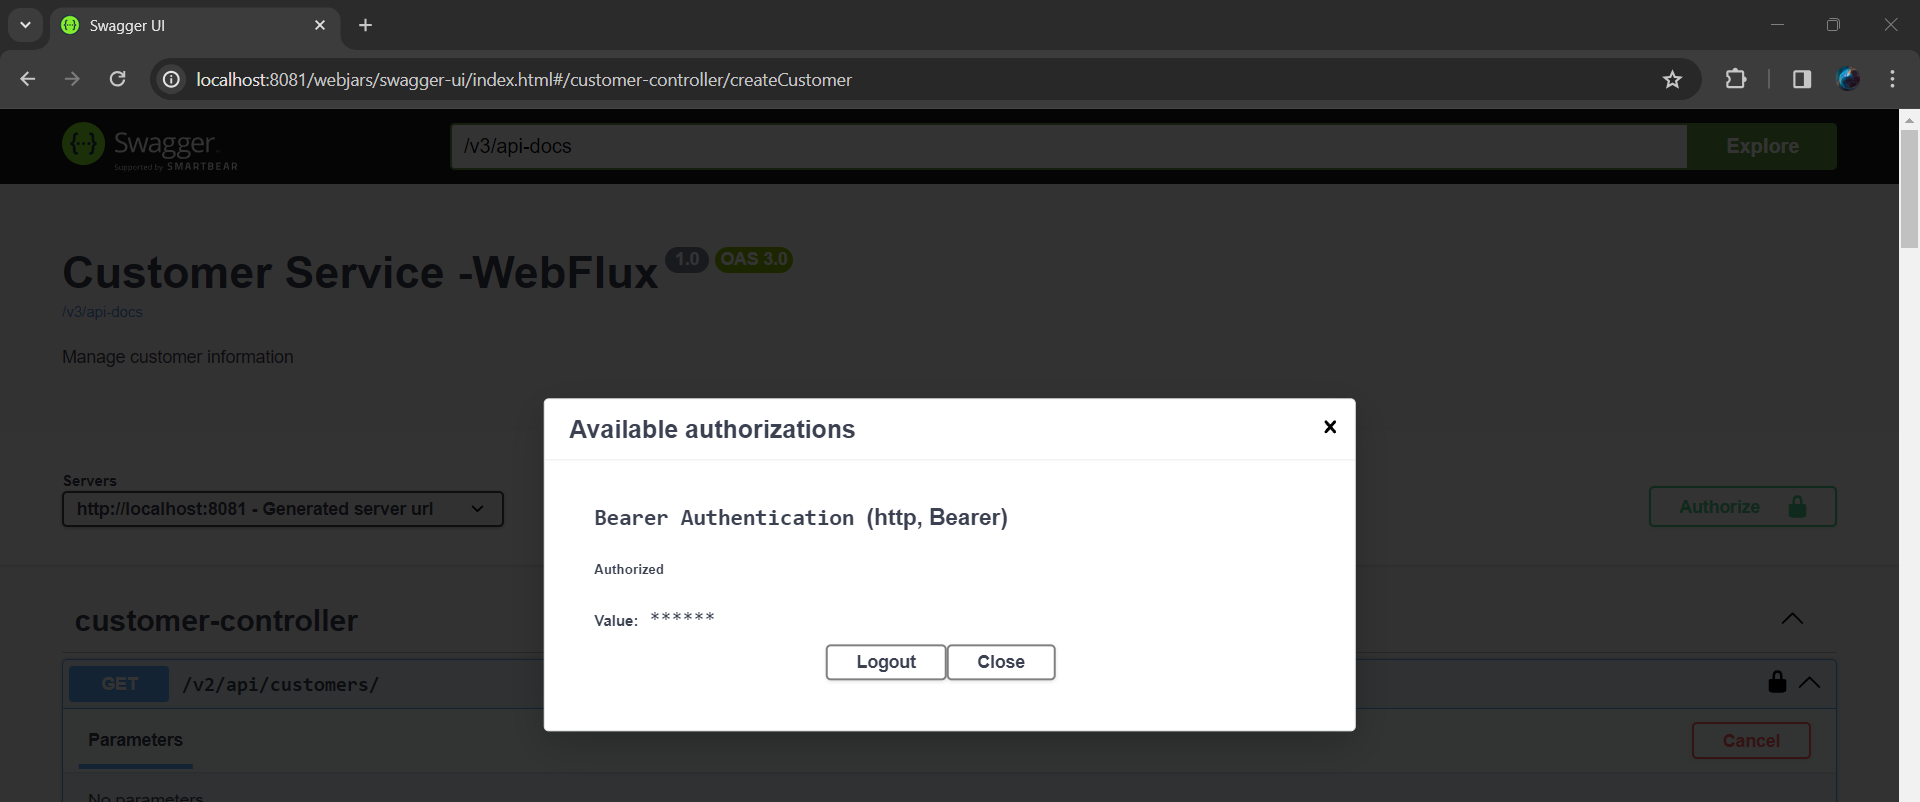 Swagger UI
localhost:8081/webjars/swagger-ui/index.html#/customer-controller/createCustomer
Swagger
Supported by SMARTBEAR
/v3/api-docs
Explore
Customer Service -WebFlux 1.0 OAS 3.0
/v3/api-docs
Manage customer information
Available authorizations
Servers
http://localhost:8081 - Generated server url
Authorize
Bearer Authentication (http, Bearer)
Authorized
Value: ******
Logout Close
customer-controller
GET /v2/api/customers/
Parameters
Cancel
No parameters